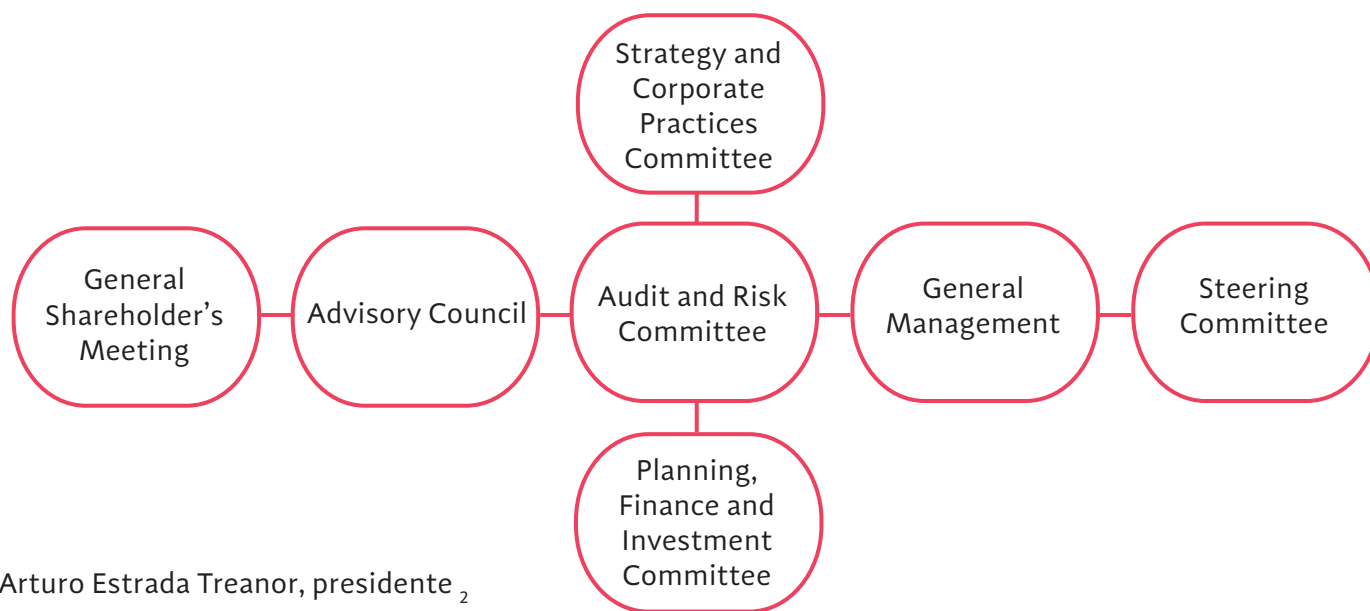 Strategy and
Corporate
Practices
Committee
General
Shareholder’s
Meeting
Advisory Council
Audit and Risk
Committee
General
Management
Steering
Committee
Planning,
Finance and
Investment
Committee
Arturo Estrada Treanor, presidente 2